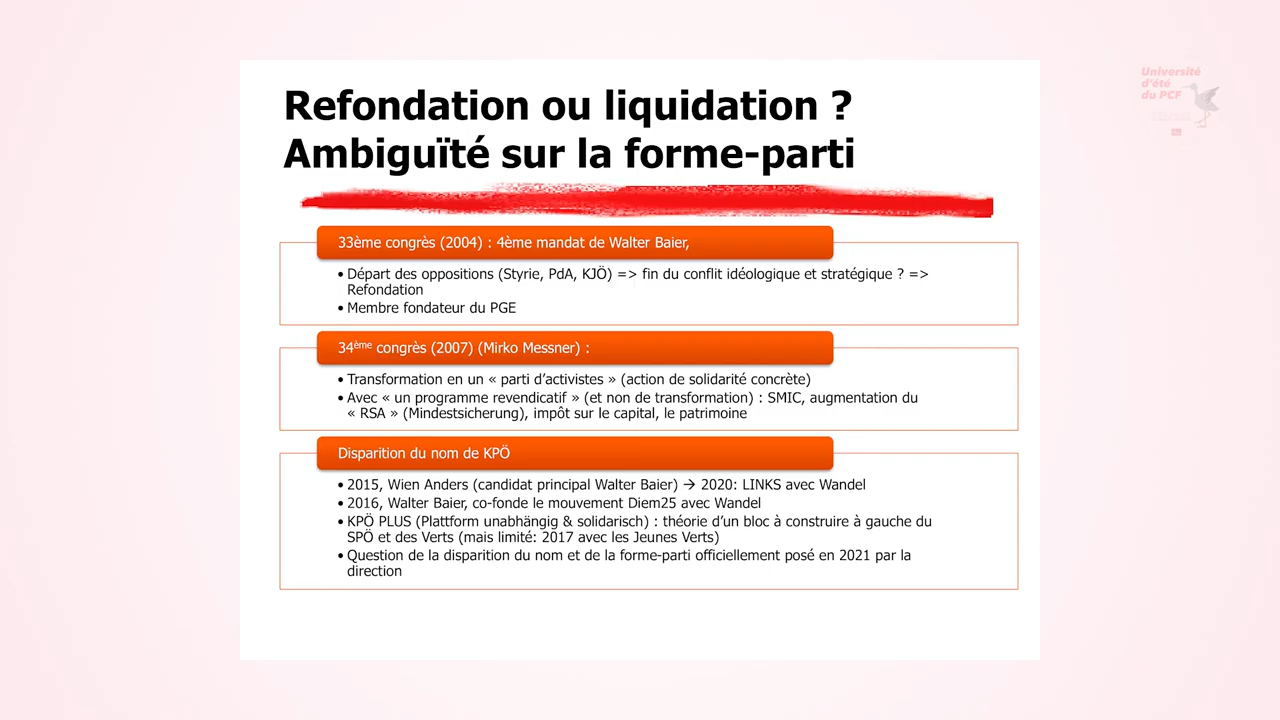 Refondation ou liquidation ?
Ambiguïté sur la forme-parti
Université
d'été
du PCF
33ème congrès (2004) : 4ème mandat de Walter Baier,
• Départ des oppositions (Styrie, PdA, KJÖ) => fin du conflit idéologique et stratégique ? =>
Refondation
• Membre fondateur du PGE
34ème congrès (2007) (Mirko Messner) :
• Transformation en un « parti d'activistes » (action de solidarité concrète)
• Avec « un programme revendicatif » (et non de transformation) : SMIC, augmentation du
« RSA » (Mindestsicherung), impôt sur le capital, le patrimoine
Disparition du nom de KPÖ
• 2015, Wien Anders (candidat principal Walter Baier) → 2020: LINKS avec Wandel
• 2016, Walter Baier, co-fonde le mouvement Diem25 avec Wandel
• KPÖ PLUS (Plattform unabhängig & solidarisch) : théorie d'un bloc à construire à gauche du
SPÖ et des Verts (mais limité: 2017 avec les Jeunes Verts)
• Question de la disparition du nom et de la forme-parti officiellement posé en 2021 par la
direction